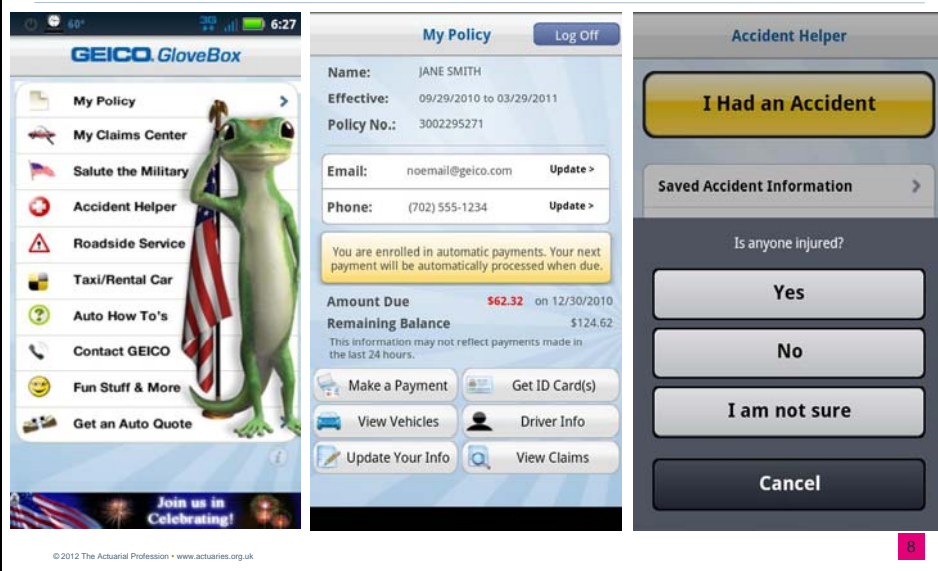 60°
3G
6:27
GEICO. GloveBox
My Policy
My Claims Center
Salute the Military
Accident Helper
Roadside Service
Taxi/Rental Car
Auto How To's
Contact GEICO
Fun Stuff & More
Get an Auto Quote
Join us in
Celebrating!
My Policy
Log Off
Name: JANE SMITH
Effective: 09/29/2010 to 03/29/2011
Policy No.: 3002295271
Email: noemail@geico.com Update >
Phone: (702) 555-1234 Update >
You are enrolled in automatic payments. Your next
payment will be automatically processed when due.
Amount Due $62.32 on 12/30/2010
Remaining Balance $124.62
This information may not reflect payments made in
the last 24 hours.
Make a Payment
Get ID Card(s)
View Vehicles
Driver Info
Update Your Info
View Claims
Accident Helper
I Had an Accident
Saved Accident Information
Is anyone injured?
Yes
No
I am not sure
Cancel
© 2012 The Actuarial Profession • www.actuaries.org.uk
8